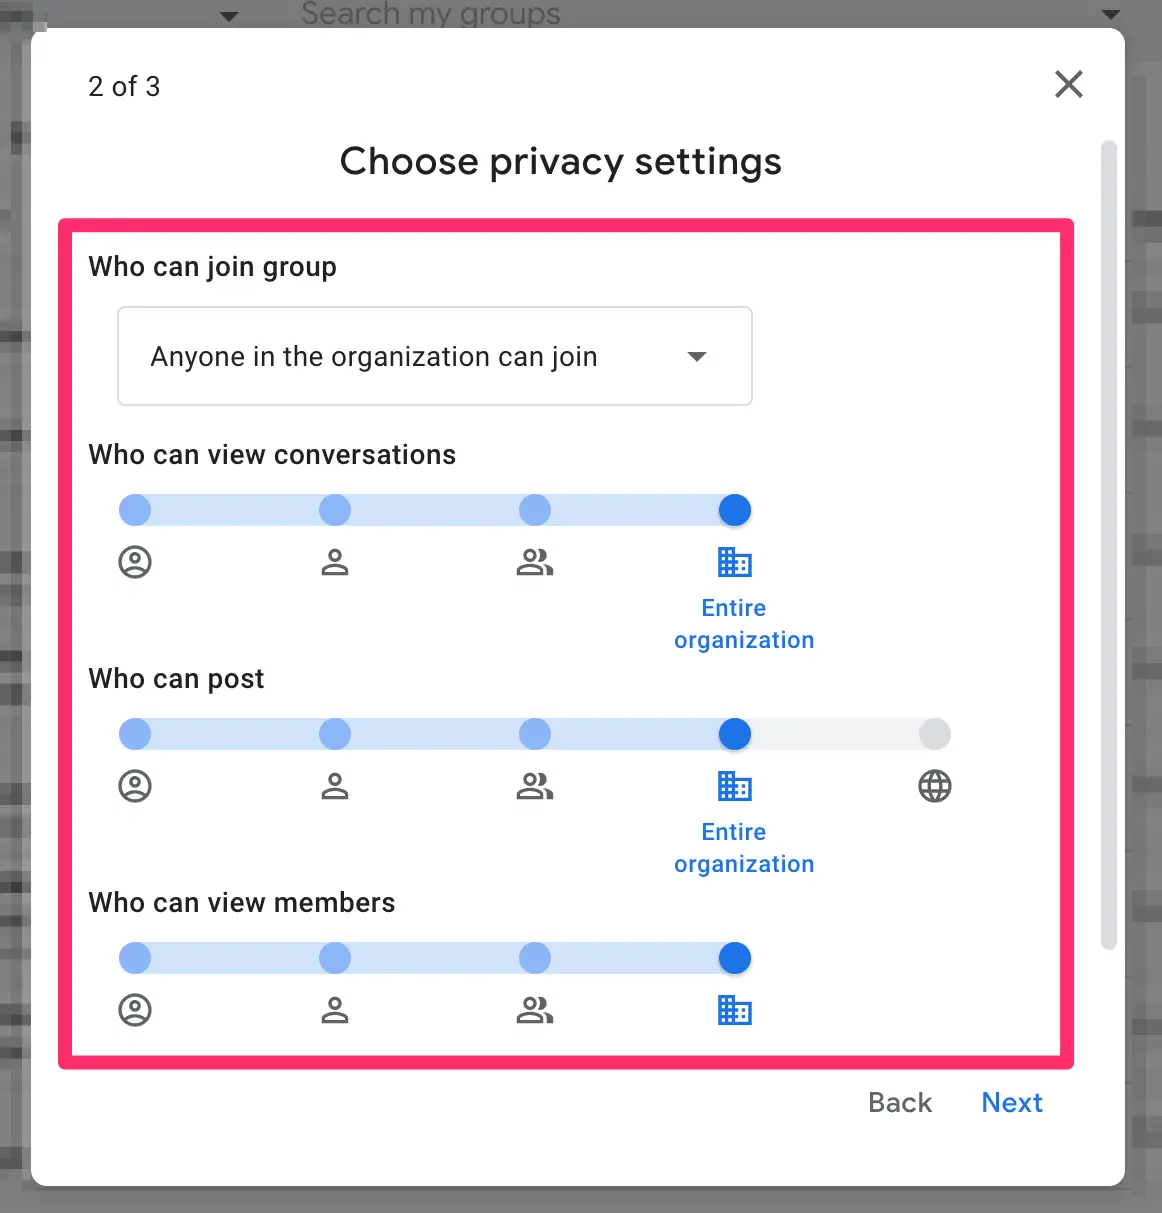 Search my groups
2 of 3
Choose privacy settings
Who can join group
Anyone in the organization can join
Who can view conversations
Entire
organization
Who can post
Entire
organization
Who can view members
Back
Next